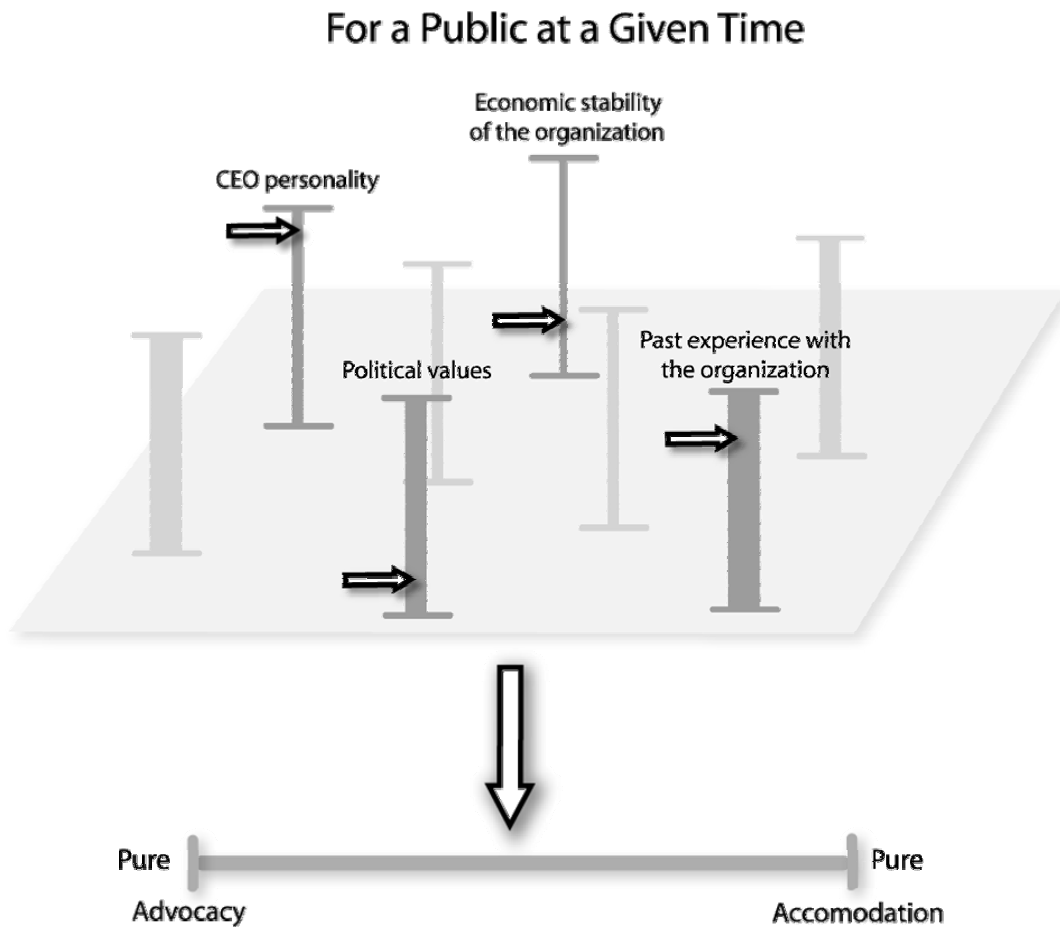 For a Public at a Given Time
Economic stability
of the organization
CEO personality
Past experience with
the organization
Political values
Pure
Pure
Advocacy
Accomodation